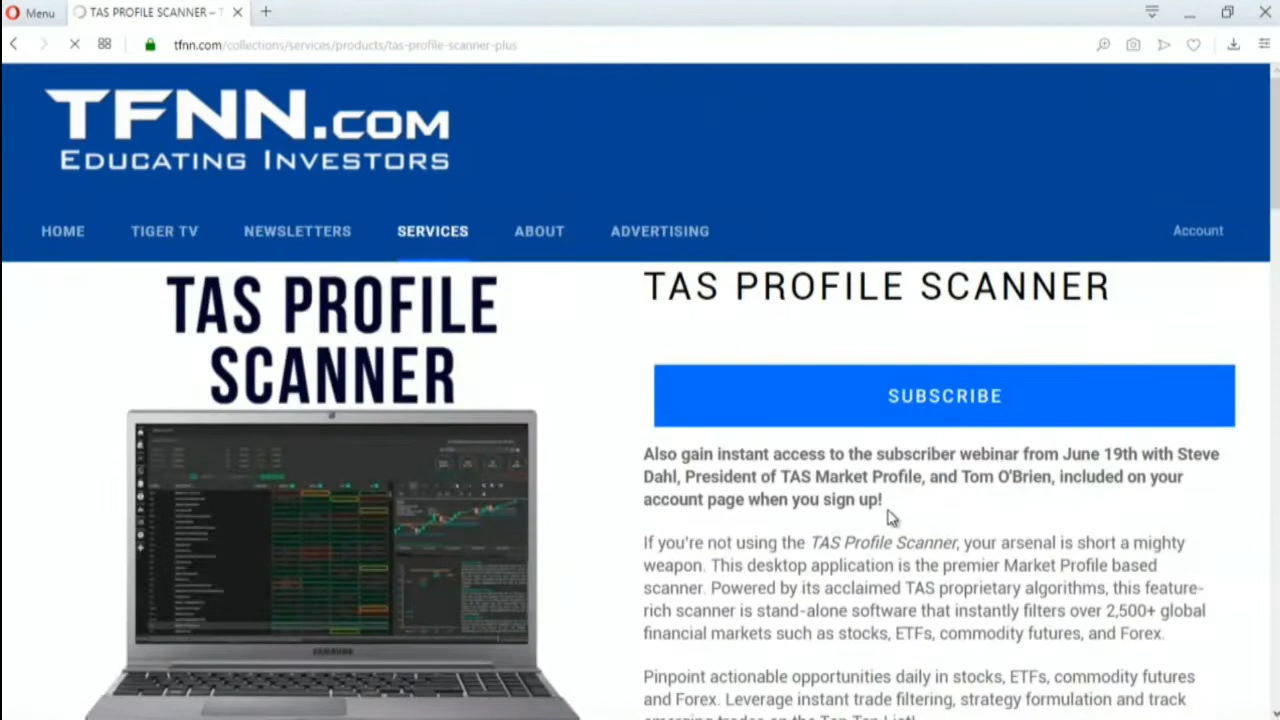 Menu
TAS PROFILE SCANNER – T
tfnn.com/collections/services/products/tas-profile-scanner-plus
TFNN.COM
EDUCATING INVESTORS
HOME TIGER TV NEWSLETTERS SERVICES ABOUT ADVERTISING Account
TAS PROFILE
SCANNER
SAMSUNG
TAS PROFILE SCANNER
SUBSCRIBE
Also gain instant access to the subscriber webinar from June 19th with Steve
Dahl, President of TAS Market Profile, and Tom O'Brien, included on your
account page when you sign up!
If you're not using the TAS Profile Scanner, your arsenal is short a mighty
weapon. This desktop application is the premier Market Profile based
scanner. Powered by its acclaimed TAS proprietary algorithms, this feature-
rich scanner is stand-alone software that instantly filters over 2,500+ global
financial markets such as stocks, ETFs, commodity futures, and Forex.
Pinpoint actionable opportunities daily in stocks, ETFs, commodity futures
and Forex. Leverage instant trade filtering, strategy formulation and track
emerging trades on the Top Ten List!